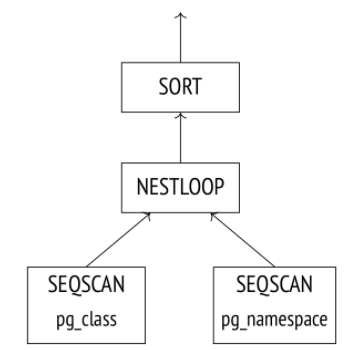 SORT
NESTLOOP
SEQSCAN
pg_class
SEQSCAN
pg_namespace